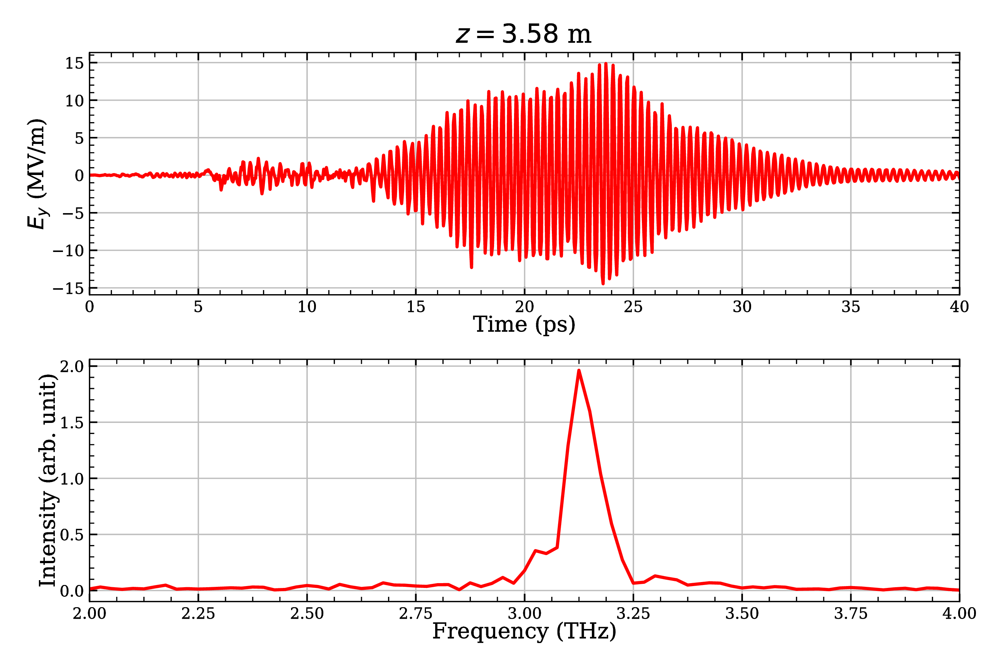 z = 3.58 m
15
10
5
0
−5
−10
−15
E_y (MV/m)
0 5 10 15 20 25 30 35 40
Time (ps)
2.0
1.5
1.0
0.5
0.0
Intensity (arb. unit)
2.00 2.25 2.50 2.75 3.00 3.25 3.50 3.75 4.00
Frequency (THz)